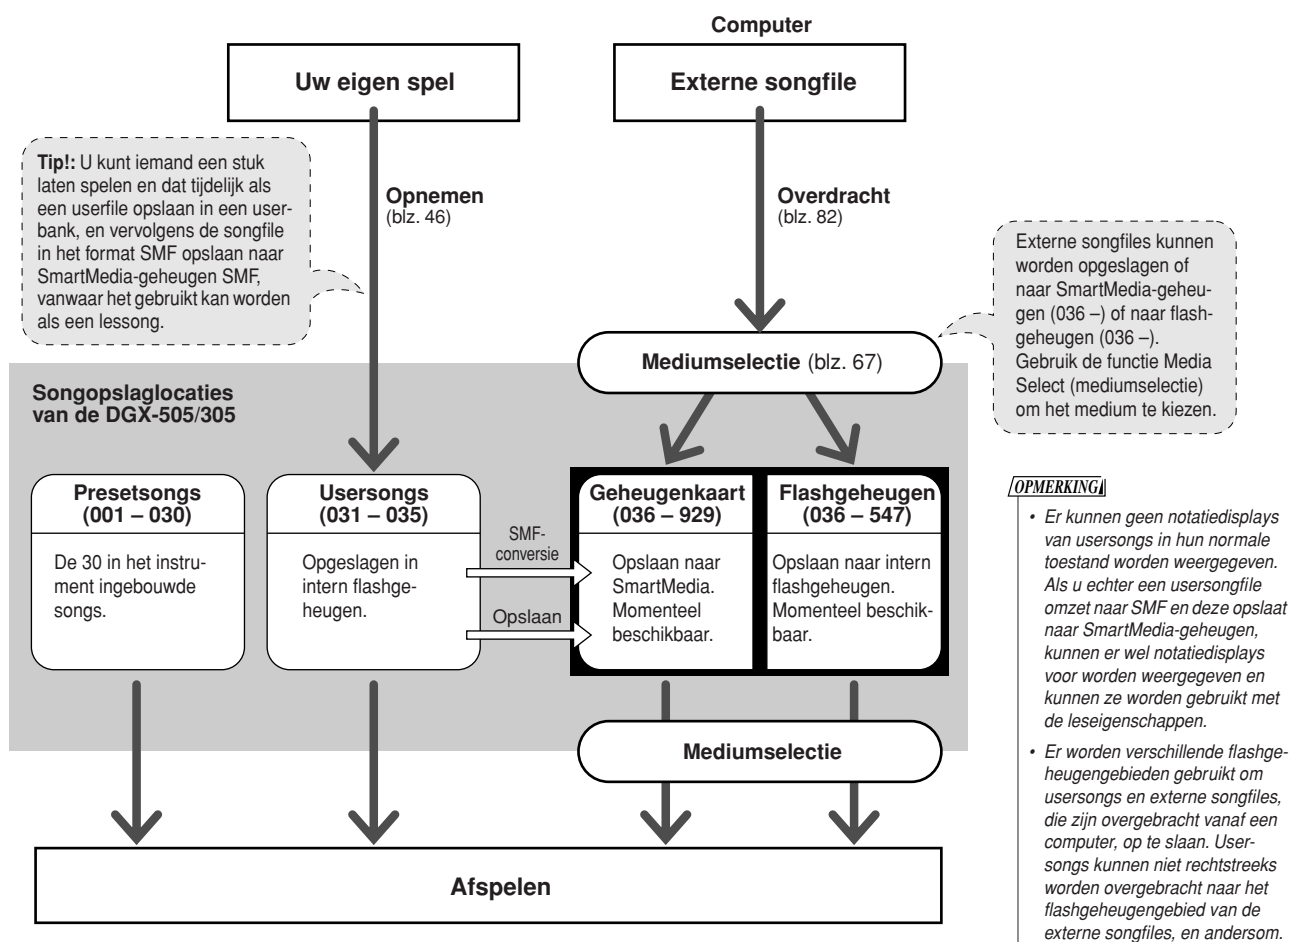 Computer
Uw eigen spel
Externe songfile
Tip!: U kunt iemand een stuk
laten spelen en dat tijdelijk als
een userfile opslaan in een user-
bank, en vervolgens de songfile
in het format SMF opslaan naar
SmartMedia-geheugen SMF,
vanwaar het gebruikt kan worden
als een lessong.
Opnemen
(blz. 46)
Overdracht
(blz. 82)
Externe songfiles kunnen
worden opgeslagen of
naar SmartMedia-geheu-
gen (036 –) of naar flash-
geheugen (036 –).
Gebruik de functie Media
Select (mediumselectie)
om het medium te kiezen.
Mediumselectie (blz. 67)
Songopslaglocaties
van de DGX-505/305
Presetsongs
(001 – 030)
De 30 in het instru-
ment ingebouwde
songs.
Usersongs
(031 – 035)
Opgeslagen in
intern flashge-
heugen.
SMF-
conversie
Opslaan
Geheugenkaart
(036 – 929)
Opslaan naar
SmartMedia.
Momenteel
beschikbaar.
Flashgeheugen
(036 – 547)
Opslaan naar intern
flashgeheugen.
Momenteel beschik-
baar.
Mediumselectie
Afspelen
OPMERKING
• Er kunnen geen notatiedisplays
van usersongs in hun normale
toestand worden weergegeven.
Als u echter een usersongfile
omzet naar SMF en deze opslaat
naar SmartMedia-geheugen,
kunnen er wel notatiedisplays
voor worden weergegeven en
kunnen ze worden gebruikt met
de leseigenschappen.
• Er worden verschillende flashge-
heugengebieden gebruikt om
usersongs en externe songfiles,
die zijn overgebracht vanaf een
computer, op te slaan. User-
songs kunnen niet rechtstreeks
worden overgebracht naar het
flashgeheugengebied van de
externe songfiles, en andersom.